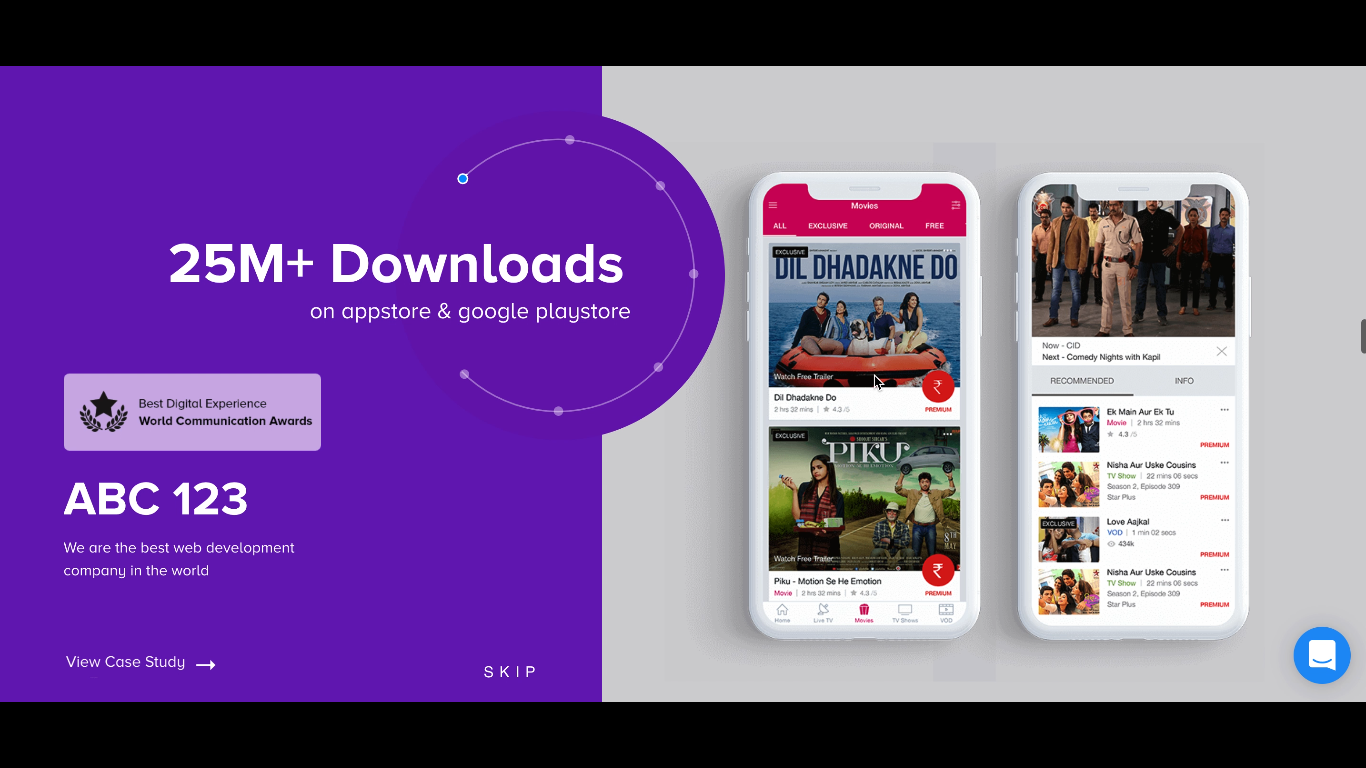 25M+ Downloads
on appstore & google playstore
Best Digital Experience
World Communication Awards
ABC 123
We are the best web development
company in the world
View Case Study
SKIP
Movies
ALL EXCLUSIVE ORIGINAL FREE
EXCLUSIVE
DIL DHADAKNE DO
Watch Free Trailer
₹
Dil Dhadakne Do
2 hrs 32 mins | 4.3 /5
PREMIUM
EXCLUSIVE
PIKU
8TH
MAY
Watch Free Trailer
₹
Piku - Motion Se He Emotion
Movie | 2 hrs 32 mins | 4.3 /5
PREMIUM
Home Live TV Movies TV Shows VOD
Now - CID
Next - Comedy Nights with Kapil
RECOMMENDED INFO
Ek Main Aur Ek Tu
Movie | 2 hrs 32 mins
4.3 /5
PREMIUM
Nisha Aur Uske Cousins
TV Show | 22 mins 06 secs
Season 2, Episode 309
Star Plus
PREMIUM
EXCLUSIVE
Love Aajkal
VOD | 1 min 02 secs
434k
PREMIUM
Nisha Aur Uske Cousins
TV Show | 22 mins 06 secs
Season 2, Episode 309
Star Plus
PREMIUM